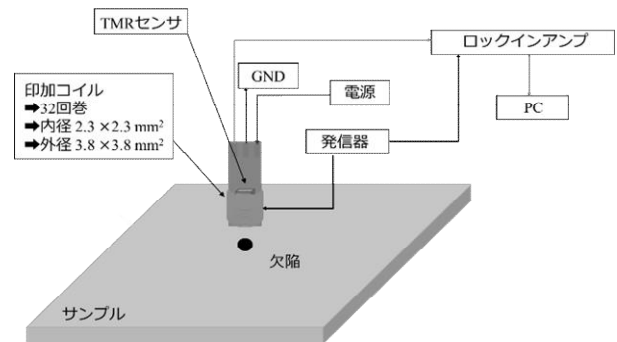 TMRセンサ
ロックインアンプ
GND
電源
PC
印加コイル
➡32回巻
➡内径 2.3 ×2.3 mm²
➡外径 3.8 ×3.8 mm²
発信器
欠陥
サンプル